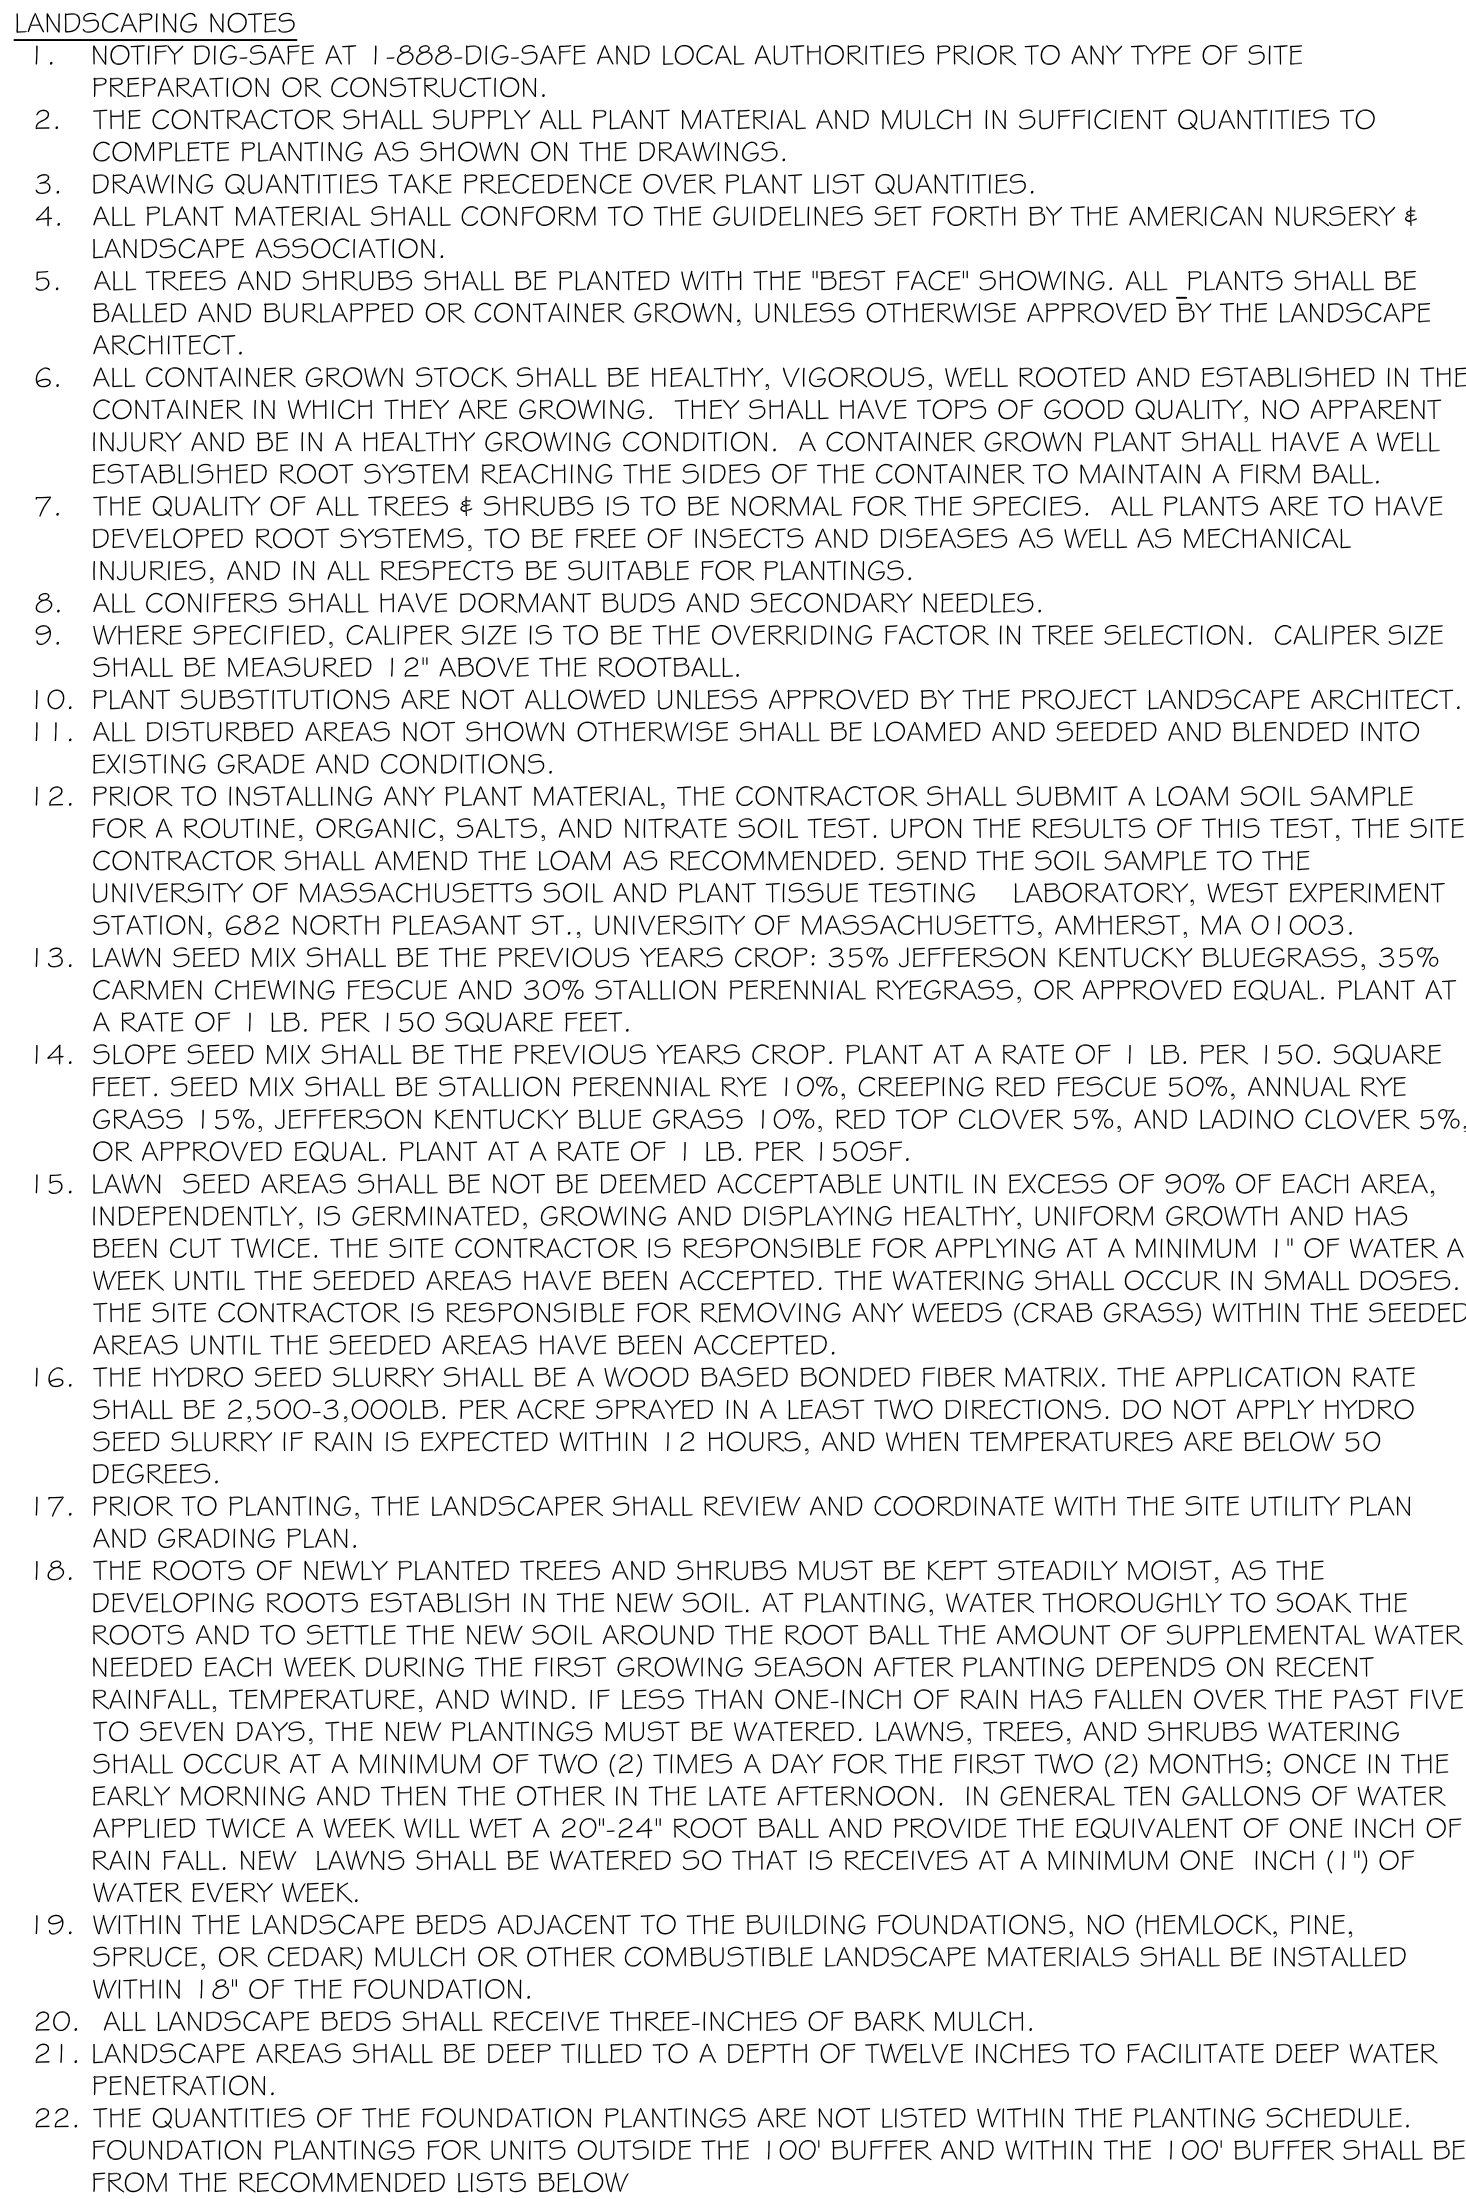 LANDSCAPING NOTES
1. NOTIFY DIG-SAFE AT 1-888-DIG-SAFE AND LOCAL AUTHORITIES PRIOR TO ANY TYPE OF SITE
PREPARATION OR CONSTRUCTION.
2. THE CONTRACTOR SHALL SUPPLY ALL PLANT MATERIAL AND MULCH IN SUFFICIENT QUANTITIES TO
COMPLETE PLANTING AS SHOWN ON THE DRAWINGS.
3. DRAWING QUANTITIES TAKE PRECEDENCE OVER PLANT LIST QUANTITIES.
4. ALL PLANT MATERIAL SHALL CONFORM TO THE GUIDELINES SET FORTH BY THE AMERICAN NURSERY &
LANDSCAPE ASSOCIATION.
5. ALL TREES AND SHRUBS SHALL BE PLANTED WITH THE "BEST FACE" SHOWING. ALL _PLANTS SHALL BE
BALLED AND BURLAPPED OR CONTAINER GROWN, UNLESS OTHERWISE APPROVED BY THE LANDSCAPE
ARCHITECT.
6. ALL CONTAINER GROWN STOCK SHALL BE HEALTHY, VIGOROUS, WELL ROOTED AND ESTABLISHED IN THE
CONTAINER IN WHICH THEY ARE GROWING. THEY SHALL HAVE TOPS OF GOOD QUALITY, NO APPARENT
INJURY AND BE IN A HEALTHY GROWING CONDITION. A CONTAINER GROWN PLANT SHALL HAVE A WELL
ESTABLISHED ROOT SYSTEM REACHING THE SIDES OF THE CONTAINER TO MAINTAIN A FIRM BALL.
7. THE QUALITY OF ALL TREES & SHRUBS IS TO BE NORMAL FOR THE SPECIES. ALL PLANTS ARE TO HAVE
DEVELOPED ROOT SYSTEMS, TO BE FREE OF INSECTS AND DISEASES AS WELL AS MECHANICAL
INJURIES, AND IN ALL RESPECTS BE SUITABLE FOR PLANTINGS.
8. ALL CONIFERS SHALL HAVE DORMANT BUDS AND SECONDARY NEEDLES.
9. WHERE SPECIFIED, CALIPER SIZE IS TO BE THE OVERRIDING FACTOR IN TREE SELECTION. CALIPER SIZE
SHALL BE MEASURED 12" ABOVE THE ROOTBALL.
10. PLANT SUBSTITUTIONS ARE NOT ALLOWED UNLESS APPROVED BY THE PROJECT LANDSCAPE ARCHITECT.
11. ALL DISTURBED AREAS NOT SHOWN OTHERWISE SHALL BE LOAMED AND SEEDED AND BLENDED INTO
EXISTING GRADE AND CONDITIONS.
12. PRIOR TO INSTALLING ANY PLANT MATERIAL, THE CONTRACTOR SHALL SUBMIT A LOAM SOIL SAMPLE
FOR A ROUTINE, ORGANIC, SALTS, AND NITRATE SOIL TEST. UPON THE RESULTS OF THIS TEST, THE SITE
CONTRACTOR SHALL AMEND THE LOAM AS RECOMMENDED. SEND THE SOIL SAMPLE TO THE
UNIVERSITY OF MASSACHUSETTS SOIL AND PLANT TISSUE TESTING LABORATORY, WEST EXPERIMENT
STATION, 682 NORTH PLEASANT ST., UNIVERSITY OF MASSACHUSETTS, AMHERST, MA 01003.
13. LAWN SEED MIX SHALL BE THE PREVIOUS YEARS CROP: 35% JEFFERSON KENTUCKY BLUEGRASS, 35%
CARMEN CHEWING FESCUE AND 30% STALLION PERENNIAL RYEGRASS, OR APPROVED EQUAL. PLANT AT
A RATE OF 1 LB. PER 150 SQUARE FEET.
14. SLOPE SEED MIX SHALL BE THE PREVIOUS YEARS CROP. PLANT AT A RATE OF 1 LB. PER 150. SQUARE
FEET. SEED MIX SHALL BE STALLION PERENNIAL RYE 10%, CREEPING RED FESCUE 50%, ANNUAL RYE
GRASS 15%, JEFFERSON KENTUCKY BLUE GRASS 10%, RED TOP CLOVER 5%, AND LADINO CLOVER 5%,
OR APPROVED EQUAL. PLANT AT A RATE OF 1 LB. PER 150SF.
15. LAWN SEED AREAS SHALL BE NOT BE DEEMED ACCEPTABLE UNTIL IN EXCESS OF 90% OF EACH AREA,
INDEPENDENTLY, IS GERMINATED, GROWING AND DISPLAYING HEALTHY, UNIFORM GROWTH AND HAS
BEEN CUT TWICE. THE SITE CONTRACTOR IS RESPONSIBLE FOR APPLYING AT A MINIMUM 1" OF WATER A
WEEK UNTIL THE SEEDED AREAS HAVE BEEN ACCEPTED. THE WATERING SHALL OCCUR IN SMALL DOSES.
THE SITE CONTRACTOR IS RESPONSIBLE FOR REMOVING ANY WEEDS (CRAB GRASS) WITHIN THE SEEDED
AREAS UNTIL THE SEEDED AREAS HAVE BEEN ACCEPTED.
16. THE HYDRO SEED SLURRY SHALL BE A WOOD BASED BONDED FIBER MATRIX. THE APPLICATION RATE
SHALL BE 2,500-3,000LB. PER ACRE SPRAYED IN A LEAST TWO DIRECTIONS. DO NOT APPLY HYDRO
SEED SLURRY IF RAIN IS EXPECTED WITHIN 12 HOURS, AND WHEN TEMPERATURES ARE BELOW 50
DEGREES.
17. PRIOR TO PLANTING, THE LANDSCAPER SHALL REVIEW AND COORDINATE WITH THE SITE UTILITY PLAN
AND GRADING PLAN.
18. THE ROOTS OF NEWLY PLANTED TREES AND SHRUBS MUST BE KEPT STEADILY MOIST, AS THE
DEVELOPING ROOTS ESTABLISH IN THE NEW SOIL. AT PLANTING, WATER THOROUGHLY TO SOAK THE
ROOTS AND TO SETTLE THE NEW SOIL AROUND THE ROOT BALL THE AMOUNT OF SUPPLEMENTAL WATER
NEEDED EACH WEEK DURING THE FIRST GROWING SEASON AFTER PLANTING DEPENDS ON RECENT
RAINFALL, TEMPERATURE, AND WIND. IF LESS THAN ONE-INCH OF RAIN HAS FALLEN OVER THE PAST FIVE
TO SEVEN DAYS, THE NEW PLANTINGS MUST BE WATERED. LAWNS, TREES, AND SHRUBS WATERING
SHALL OCCUR AT A MINIMUM OF TWO (2) TIMES A DAY FOR THE FIRST TWO (2) MONTHS; ONCE IN THE
EARLY MORNING AND THEN THE OTHER IN THE LATE AFTERNOON. IN GENERAL TEN GALLONS OF WATER
APPLIED TWICE A WEEK WILL WET A 20"-24" ROOT BALL AND PROVIDE THE EQUIVALENT OF ONE INCH OF
RAIN FALL. NEW LAWNS SHALL BE WATERED SO THAT IS RECEIVES AT A MINIMUM ONE INCH (1") OF
WATER EVERY WEEK.
19. WITHIN THE LANDSCAPE BEDS ADJACENT TO THE BUILDING FOUNDATIONS, NO (HEMLOCK, PINE,
SPRUCE, OR CEDAR) MULCH OR OTHER COMBUSTIBLE LANDSCAPE MATERIALS SHALL BE INSTALLED
WITHIN 18" OF THE FOUNDATION.
20. ALL LANDSCAPE BEDS SHALL RECEIVE THREE-INCHES OF BARK MULCH.
21. LANDSCAPE AREAS SHALL BE DEEP TILLED TO A DEPTH OF TWELVE INCHES TO FACILITATE DEEP WATER
PENETRATION.
22. THE QUANTITIES OF THE FOUNDATION PLANTINGS ARE NOT LISTED WITHIN THE PLANTING SCHEDULE.
FOUNDATION PLANTINGS FOR UNITS OUTSIDE THE 100' BUFFER AND WITHIN THE 100' BUFFER SHALL BE
FROM THE RECOMMENDED LISTS BELOW